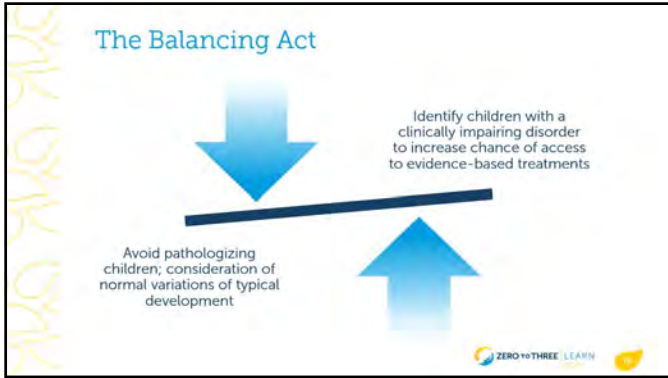 The Balancing Act
Identify children with a
clinically impairing disorder
to increase chance of access
to evidence-based treatments
Avoid pathologizing
children; consideration of
normal variations of typical
development
ZERO TO THREE LEARN